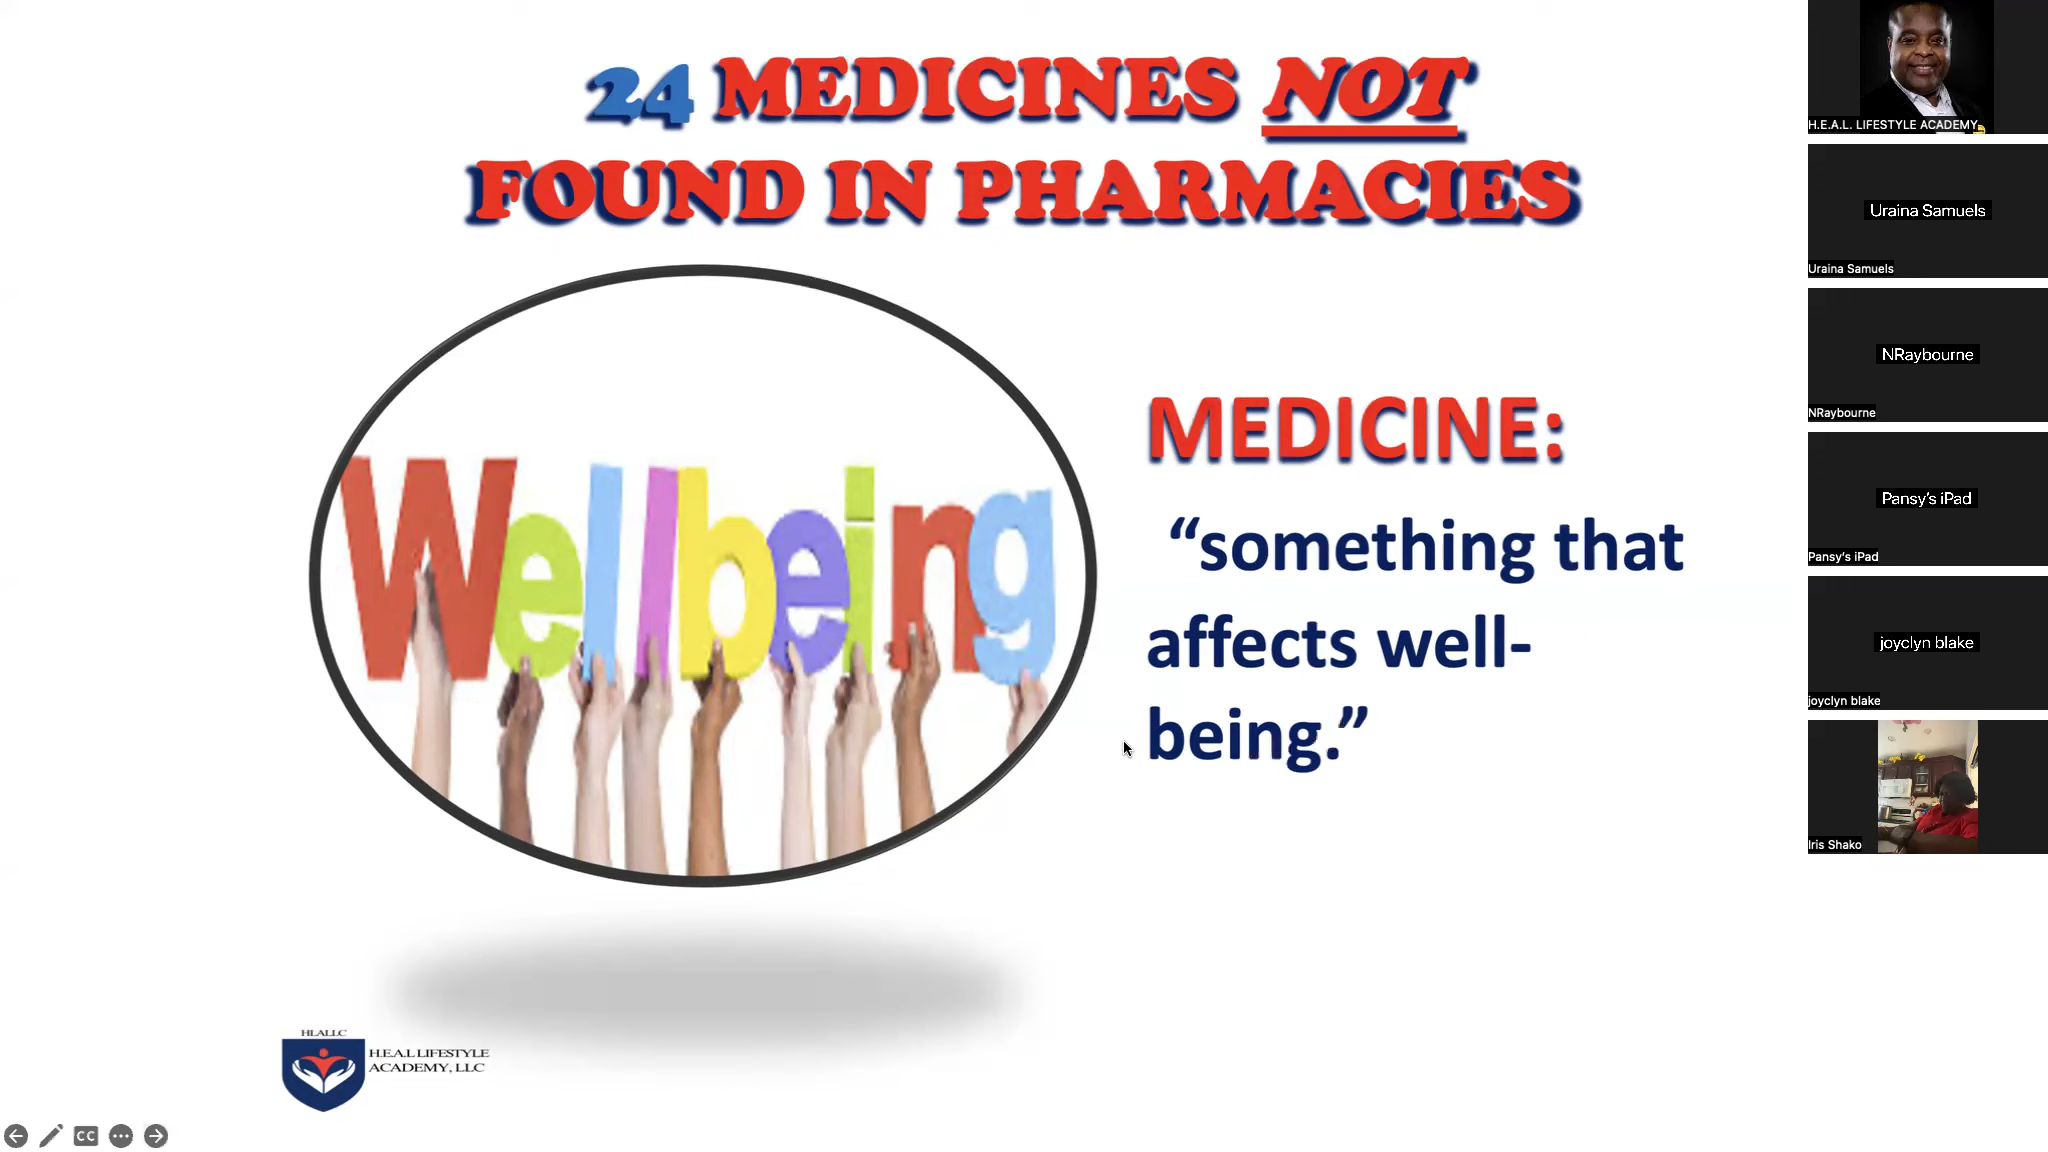 24 MEDICINES NOT
FOUND IN PHARMACIES
Wellbeing
MEDICINE:
“something that
affects well-
being.”
HLALLC
H.E.A.L LIFESTYLE
ACADEMY, LLC
CC
H.E.A.L. LIFESTYLE ACADEMY
Uraina Samuels
Uraina Samuels
NRaybourne
NRaybourne
Pansy’s iPad
Pansy’s iPad
joyclyn blake
joyclyn blake
Iris Shako